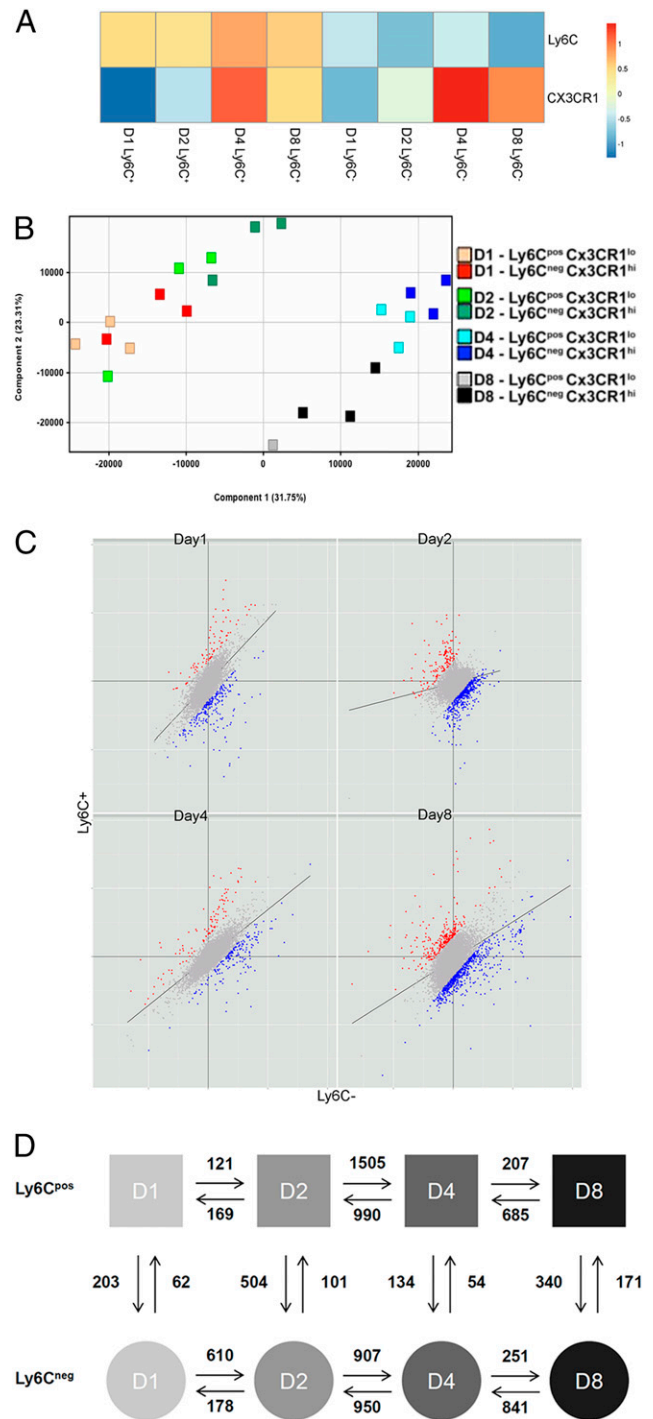 A
Ly6C
CX3CR1
1
0.5
0
-0.5
-1
D1 Ly6C+
D2 Ly6C+
D4 Ly6C+
D8 Ly6C+
D1 Ly6C-
D2 Ly6C-
D4 Ly6C-
D8 Ly6C-
B
Component 2 (23.31%)
10000
0
-10000
-20000
-20000
-10000
0
10000
20000
Component 1 (31.75%)
D1 - Ly6Cpos Cx3CR1lo
D1 - Ly6Cneg Cx3CR1hi
D2 - Ly6Cpos Cx3CR1lo
D2 - Ly6Cneg Cx3CR1hi
D4 - Ly6Cpos Cx3CR1lo
D4 - Ly6Cneg Cx3CR1hi
D8 - Ly6Cpos Cx3CR1lo
D8 - Ly6Cneg Cx3CR1hi
C
Day1
Day2
Day4
Day8
Ly6C+
Ly6C-
D
121 1505 207
Ly6Cpos D1 D2 D4 D8
169 990 685
203 62 504 101 134 54 340 171
610 907 251
Ly6Cneg D1 D2 D4 D8
178 950 841